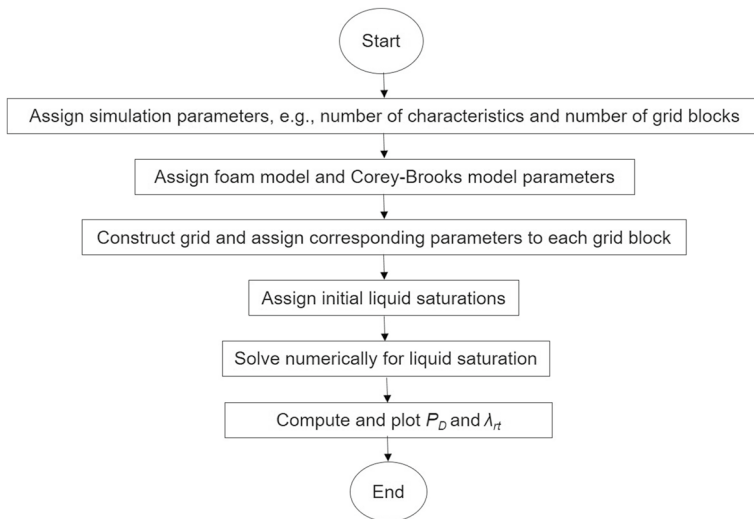 Start
Assign simulation parameters, e.g., number of characteristics and number of grid blocks
Assign foam model and Corey-Brooks model parameters
Construct grid and assign corresponding parameters to each grid block
Assign initial liquid saturations
Solve numerically for liquid saturation
Compute and plot P_D and λ_rt
End